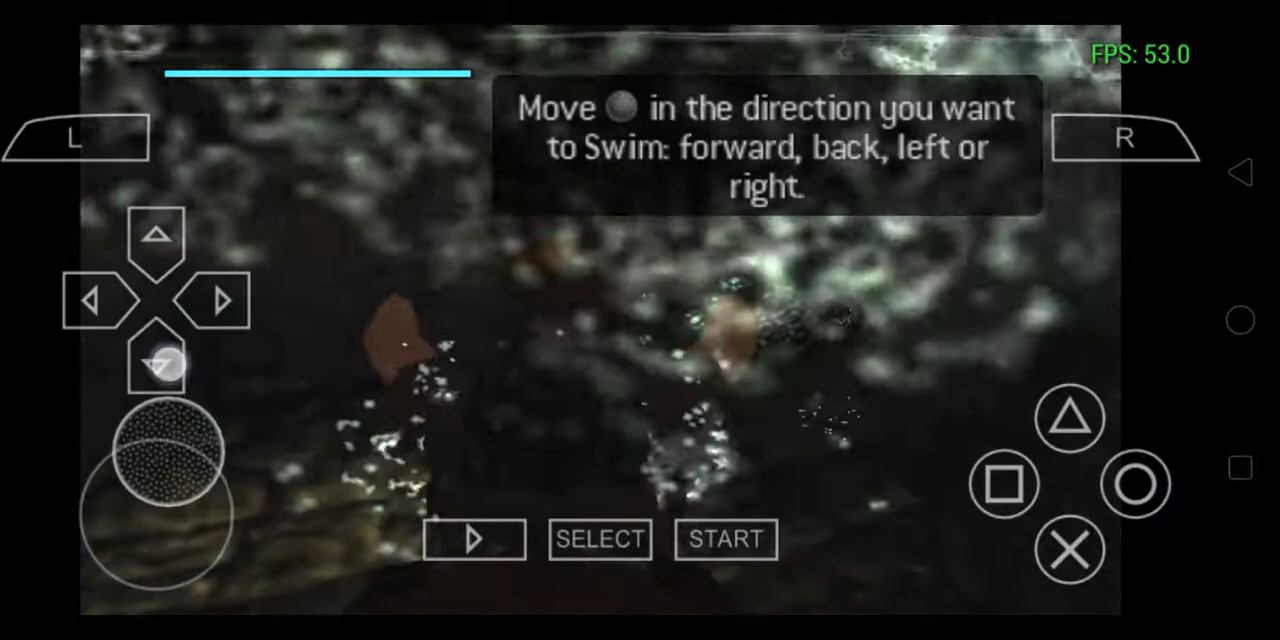 FPS: 53.0
Move in the direction you want
to Swim: forward, back, left or
right.
L
R
SELECT
START